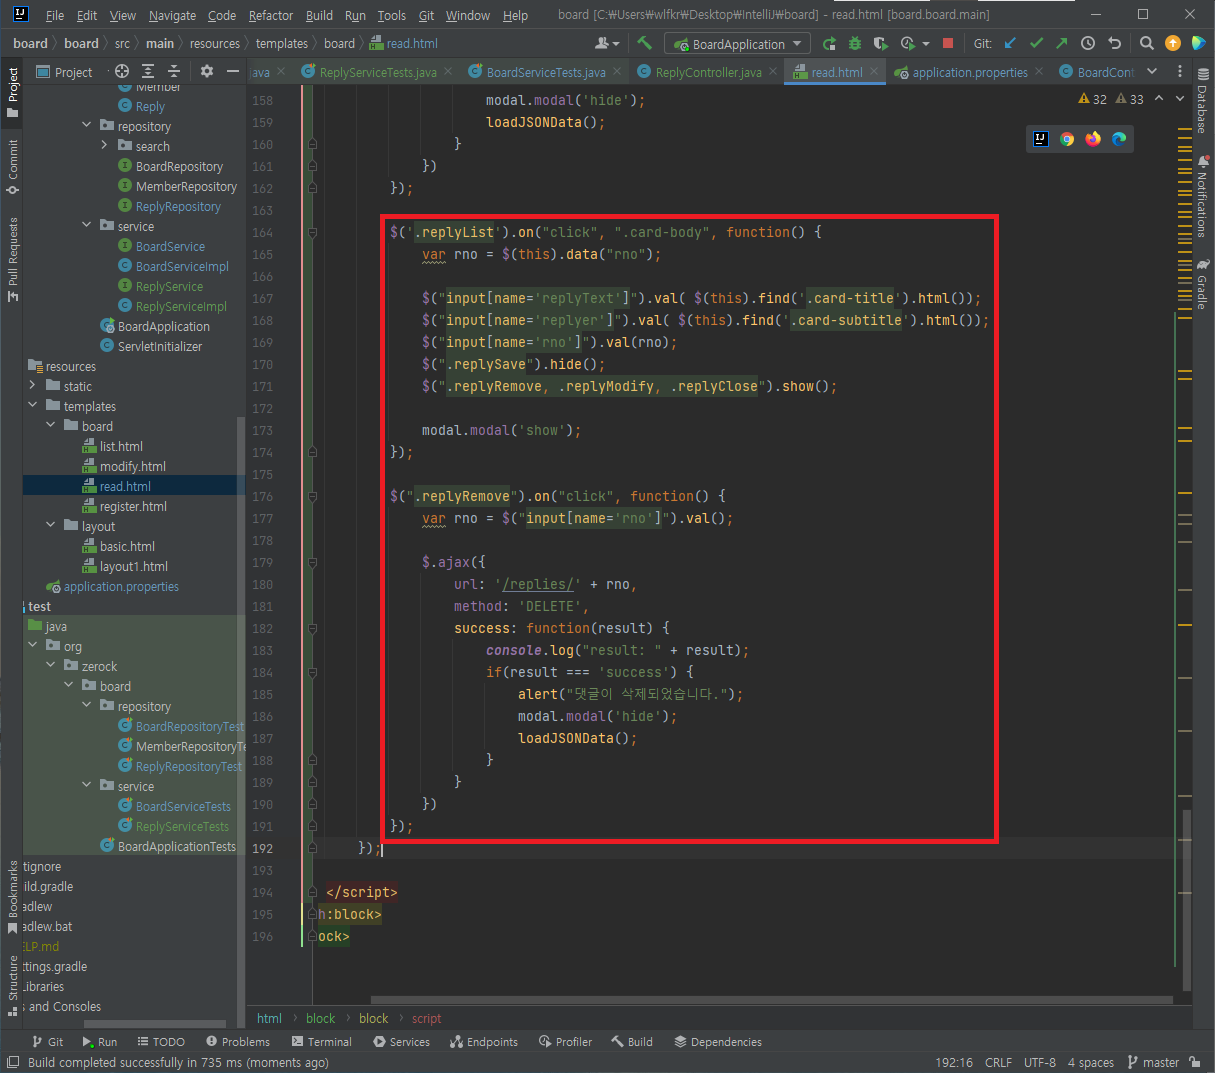 File Edit View Navigate Code Refactor Build Run Tools Git Window Help board [C:₩Users₩wlfkr₩Desktop₩IntelliJ₩board] - read.html [board.board.main]
board board src main resources templates board read.html BoardApplication Git:
Project java ReplyServiceTests.java BoardServiceTests.java ReplyController.java read.html application.properties BoardCont
Project
Commit
Pull Requests
Bookmarks
Structure
Member
Reply
repository
search
BoardRepository
MemberRepository
ReplyRepository
service
BoardService
BoardServiceImpl
ReplyService
ReplyServiceImpl
BoardApplication
ServletInitializer
resources
static
templates
board
list.html
modify.html
read.html
register.html
layout
basic.html
layout1.html
application.properties
test
java
org
zerock
board
repository
BoardRepositoryTest
MemberRepositoryTe
ReplyRepositoryTest
service
BoardServiceTests
ReplyServiceTests
BoardApplicationTests
tignore
ild.gradle
adlew
adlew.bat
ELP.md
ttings.gradle
Libraries
s and Consoles
32 33
158 modal.modal('hide');
159 loadJSONData();
160 }
161 })
162 });
163
164 $('.replyList').on("click", ".card-body", function() {
165 var rno = $(this).data("rno");
166
167 $("input[name='replyText']").val( $(this).find('.card-title').html());
168 $("input[name='replyer']").val( $(this).find('.card-subtitle').html());
169 $("input[name='rno']").val(rno);
170 $(".replySave").hide();
171 $(".replyRemove, .replyModify, .replyClose").show();
172
173 modal.modal('show');
174 });
175
176 $(".replyRemove").on("click", function() {
177 var rno = $("input[name='rno']").val();
178
179 $.ajax({
180 url: '/replies/' + rno,
181 method: 'DELETE',
182 success: function(result) {
183 console.log("result: " + result);
184 if(result === 'success') {
185 alert("댓글이 삭제되었습니다.");
186 modal.modal('hide');
187 loadJSONData();
188 }
189 }
190 })
191 });
192 });
193
194 </script>
195 h:block>
196 ock>
Database
Notifications
Gradle
html block block script
Git Run TODO Problems Terminal Services Endpoints Profiler Build Dependencies
Build completed successfully in 735 ms (moments ago) 192:16 CRLF UTF-8 4 spaces master